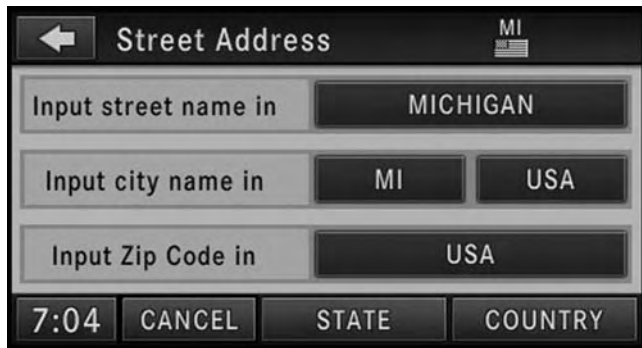 Street Address MI
Input street name in MICHIGAN
Input city name in MI USA
Input Zip Code in USA
7:04 CANCEL STATE COUNTRY